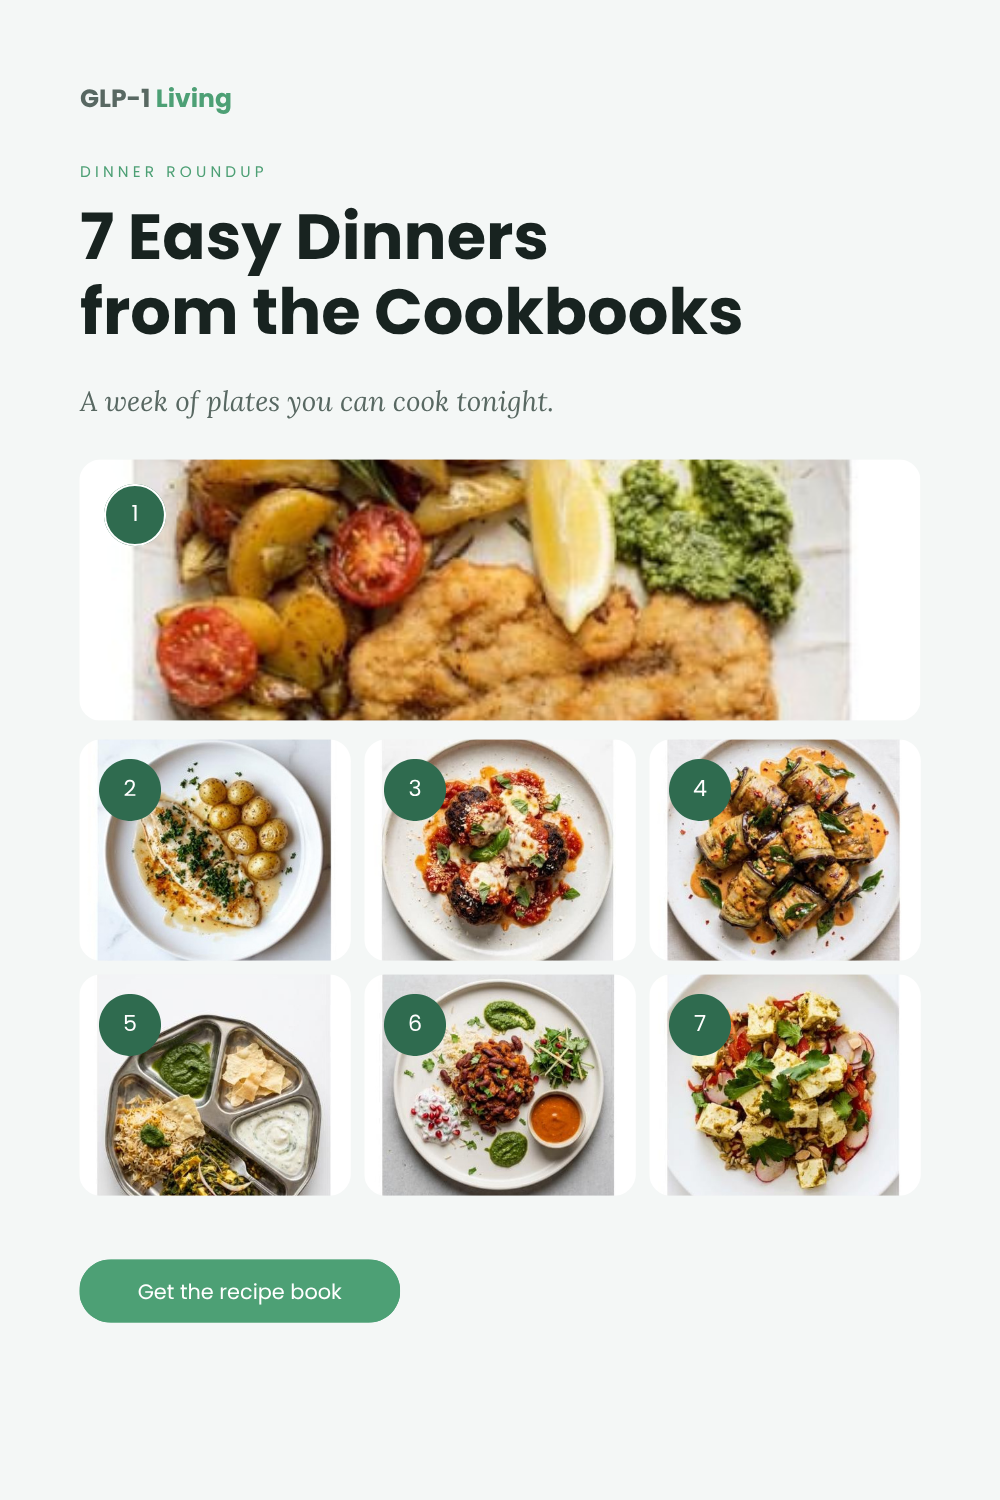 GLP-1 Living
DINNER ROUNDUP
7 Easy Dinners
from the Cookbooks
A week of plates you can cook tonight.
1
2
3
4
5
6
7
Get the recipe book